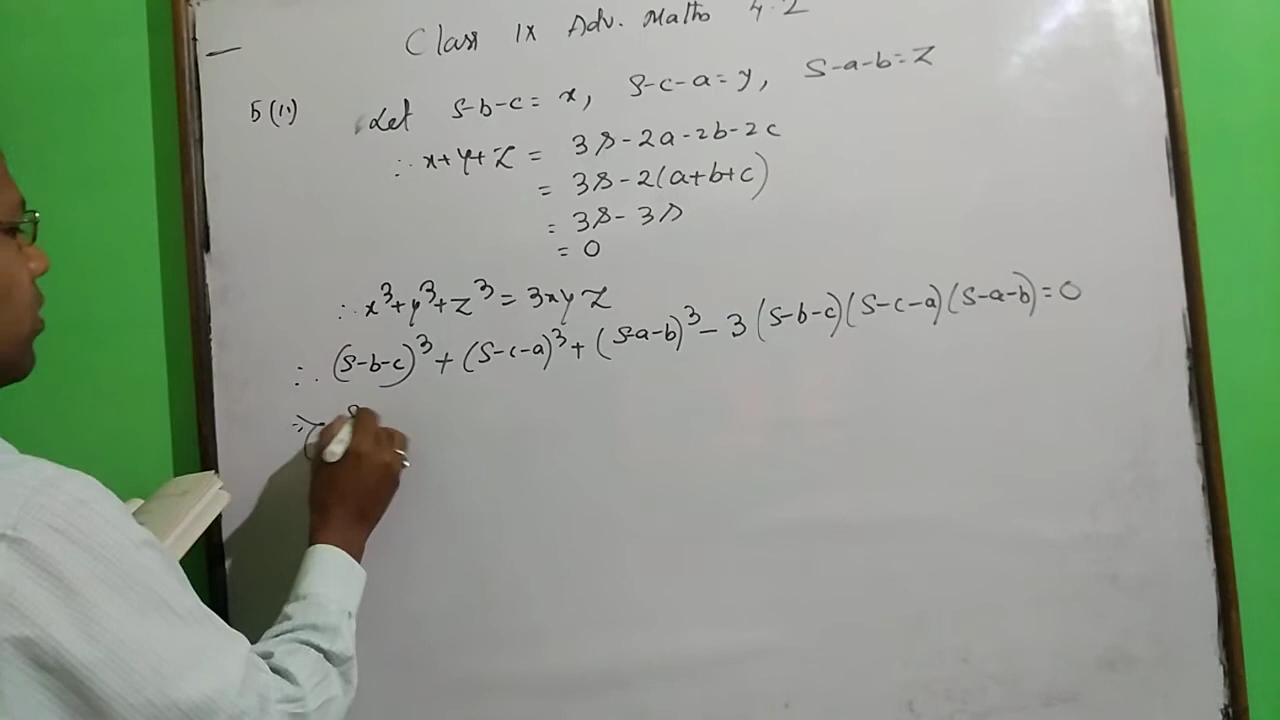 Class IX Adv. Maths 4.2
5(ii) Let s-b-c = x, s-c-a = y, s-a-b = z
∴ x+y+z = 3s-2a-2b-2c
= 3s-2(a+b+c)
= 3s-3s
= 0
∴ x³+y³+z³ = 3xyz
∴ (s-b-c)³+(s-c-a)³+(s-a-b)³-3(s-b-c)(s-c-a)(s-a-b)=0
⇒ (s